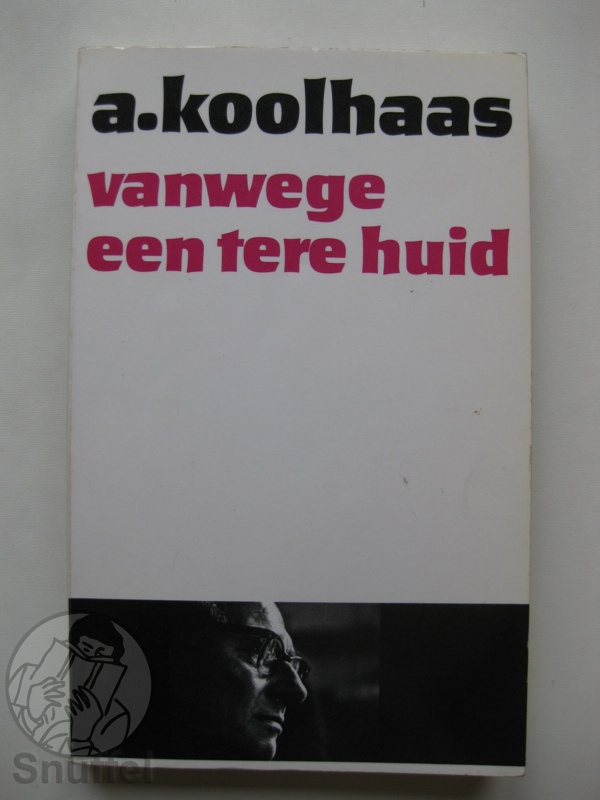 a.koolhaas
vanwege
een tere huid
Snuffel